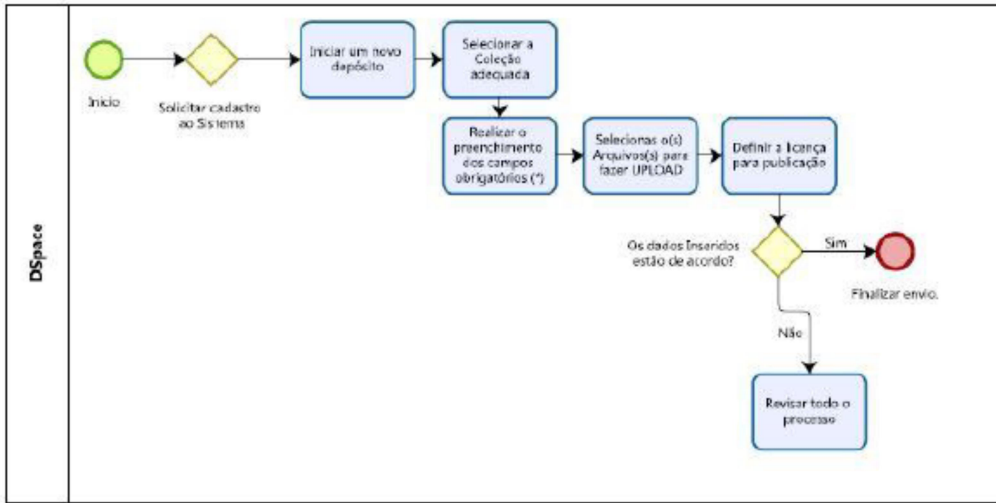 DSpace
Início
Solicitar cadastro
ao Sistema
Iniciar um novo
depósito
Selecionar a
Coleção
adequada
Realizar o
preenchimento
dos campos
obrigatórios (*)
Selecionas o(s)
Arquivos(s) para
fazer UPLOAD
Definir a licença
para publicação
Os dados Inseridos
estão de acordo?
Sim
Finalizar envio.
Não
Revisar todo o
processo